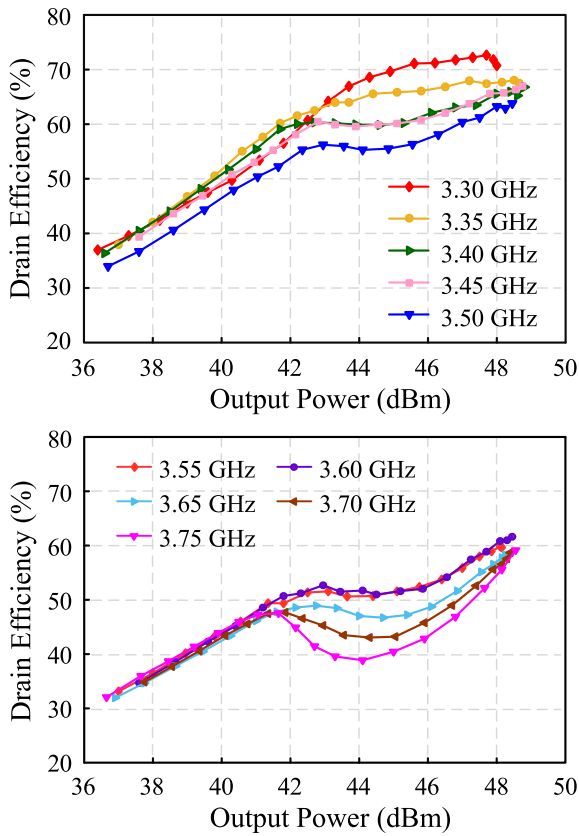 80
70
60
50
40
30
20
Drain Efficiency (%)
3.30 GHz
3.35 GHz
3.40 GHz
3.45 GHz
3.50 GHz
36 38 40 42 44 46 48 50
Output Power (dBm)
80
70
60
50
40
30
20
Drain Efficiency (%)
3.55 GHz 3.60 GHz
3.65 GHz 3.70 GHz
3.75 GHz
36 38 40 42 44 46 48 50
Output Power (dBm)